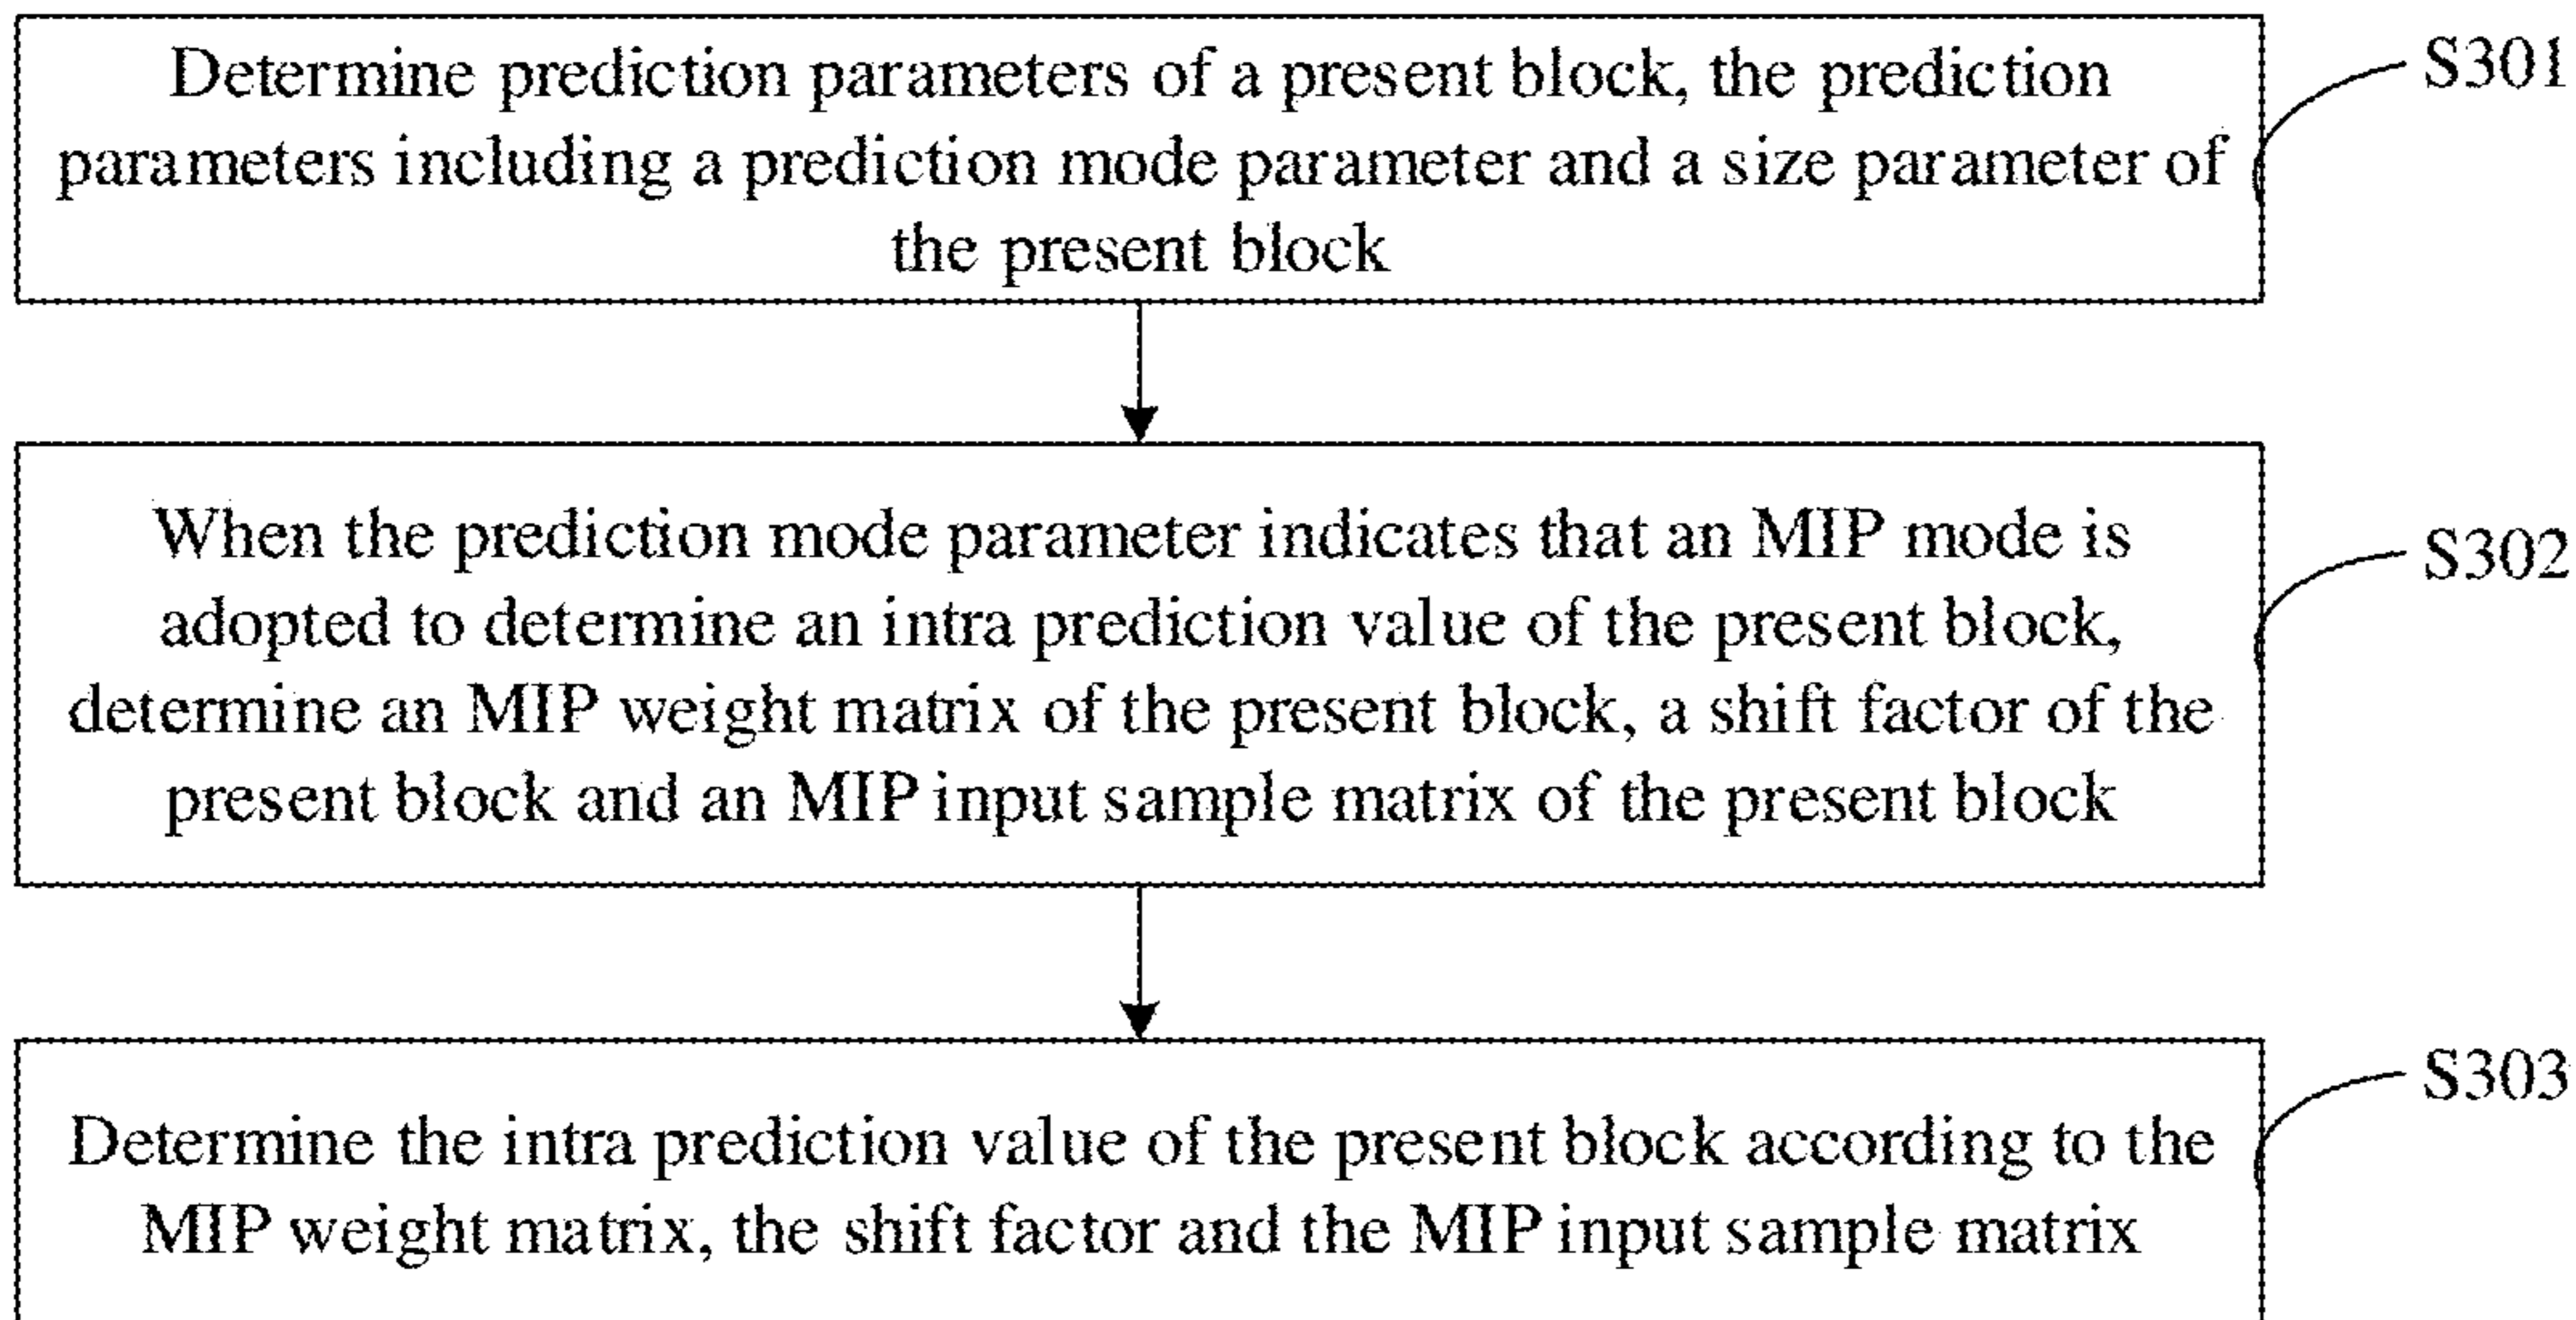 Determine prediction parameters of a present block, the prediction
parameters including a prediction mode parameter and a size parameter of
the present block
S301
When the prediction mode parameter indicates that an MIP mode is
adopted to determine an intra prediction value of the present block,
determine an MIP weight matrix of the present block, a shift factor of the
present block and an MIP input sample matrix of the present block
S302
Determine the intra prediction value of the present block according to the
MIP weight matrix, the shift factor and the MIP input sample matrix
S303